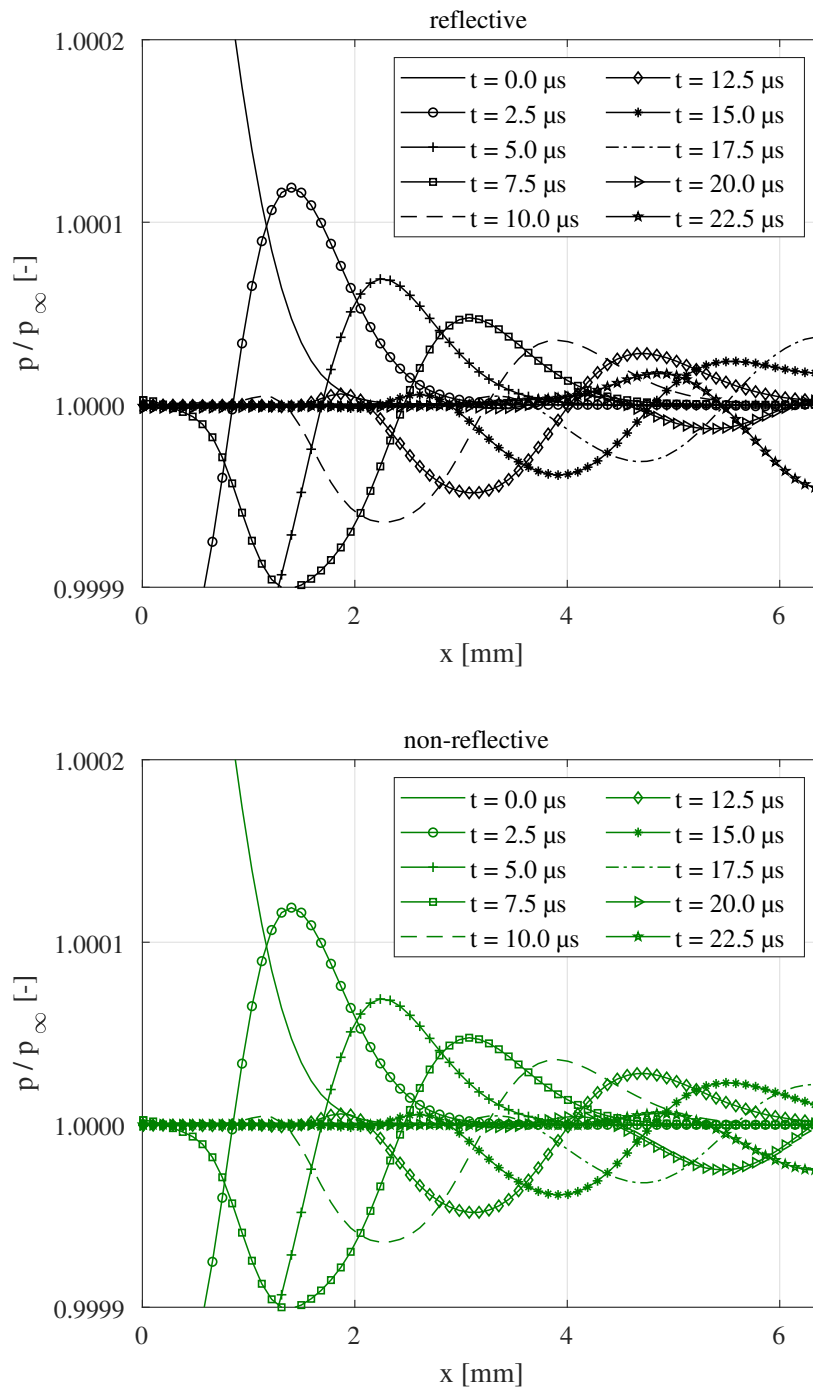 reflective
1.0002
t = 0.0 µs
t = 12.5 µs
t = 2.5 µs
t = 15.0 µs
t = 5.0 µs
t = 17.5 µs
t = 7.5 µs
t = 20.0 µs
t = 10.0 µs
t = 22.5 µs
1.0001
p / p∞ [-]
1.0000
0.9999
0 2 4 6
x [mm]
non-reflective
1.0002
t = 0.0 µs
t = 12.5 µs
t = 2.5 µs
t = 15.0 µs
t = 5.0 µs
t = 17.5 µs
t = 7.5 µs
t = 20.0 µs
t = 10.0 µs
t = 22.5 µs
1.0001
p / p∞ [-]
1.0000
0.9999
0 2 4 6
x [mm]